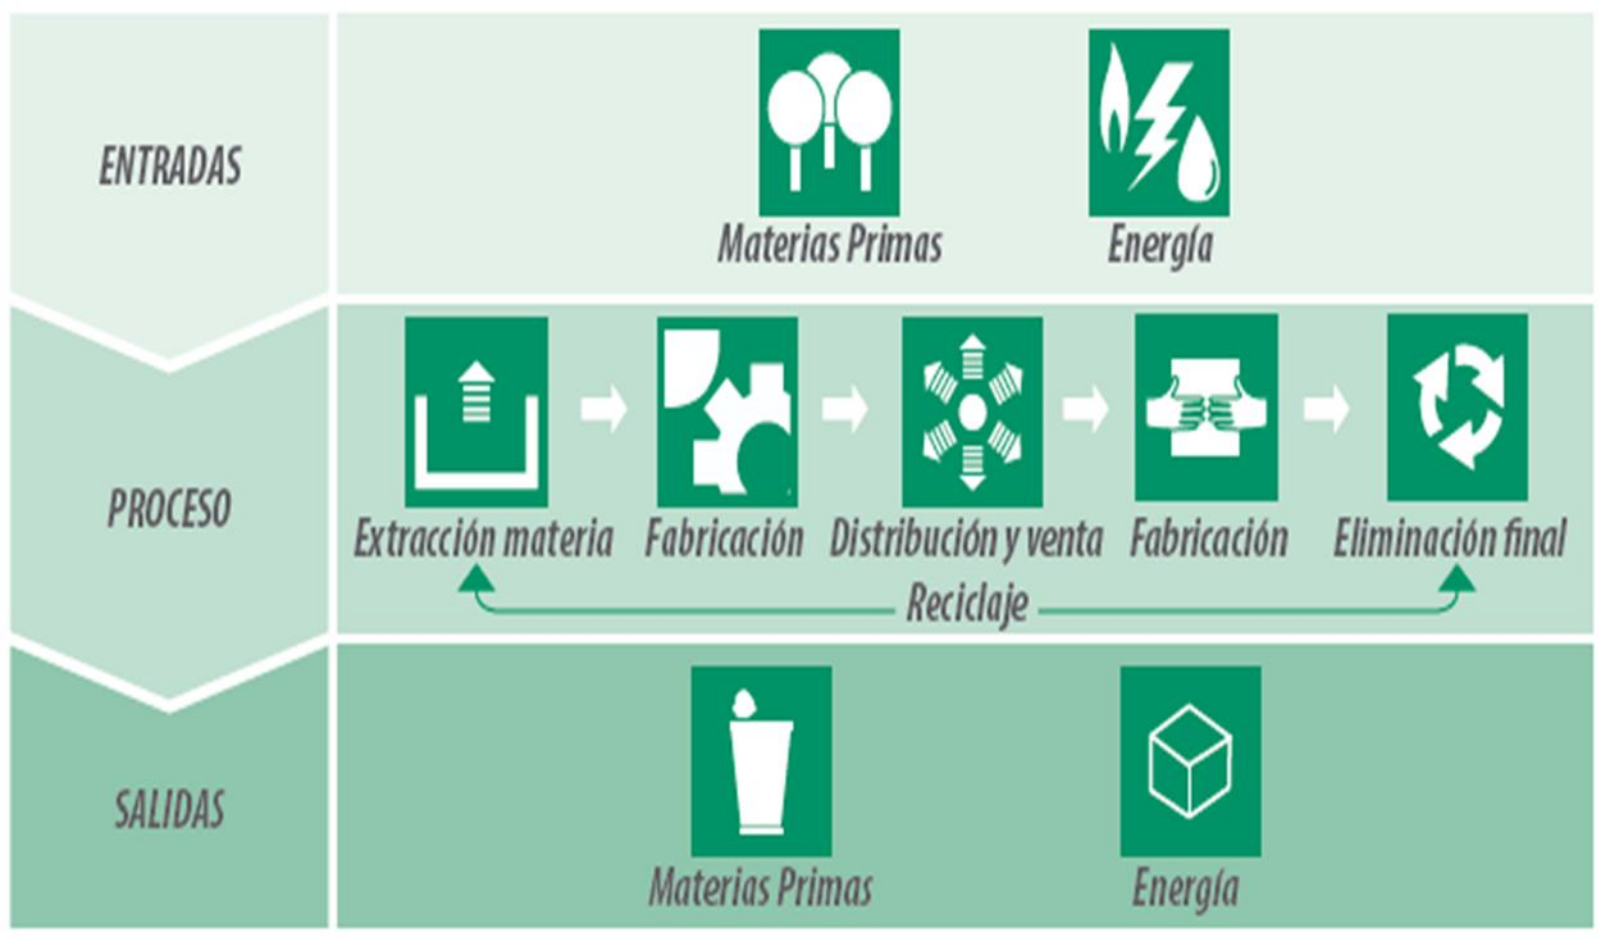 ENTRADAS
Materias Primas
Energía
PROCESO
Extracción materia
Fabricación
Distribución y venta
Fabricación
Eliminación final
Reciclaje
SALIDAS
Materias Primas
Energía